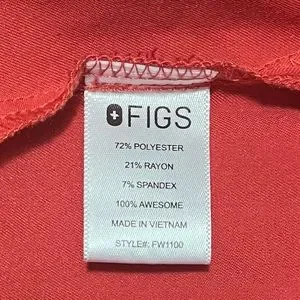 FIGS
72% POLYESTER
21% RAYON
7% SPANDEX
100% AWESOME
MADE IN VIETNAM
STYLE#: FW1100